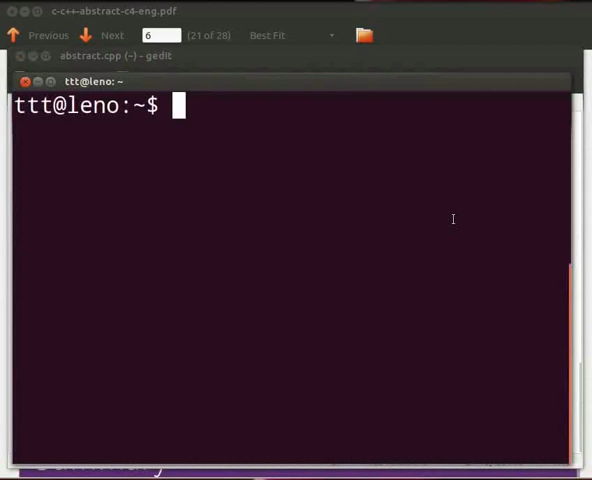 c-c++-abstract-c4-eng.pdf
Previous Next 6 (21 of 28) Best Fit
abstract.cpp (~) - gedit
ttt@leno: ~
ttt@leno:~$